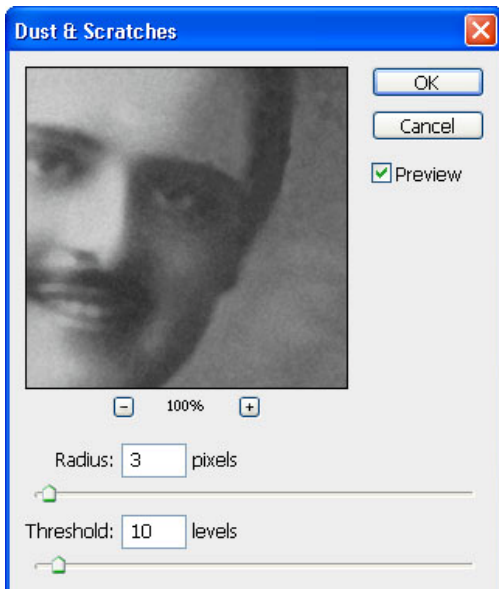 Dust & Scratches
OK
Cancel
Preview
100%
Radius: 3 pixels
Threshold: 10 levels